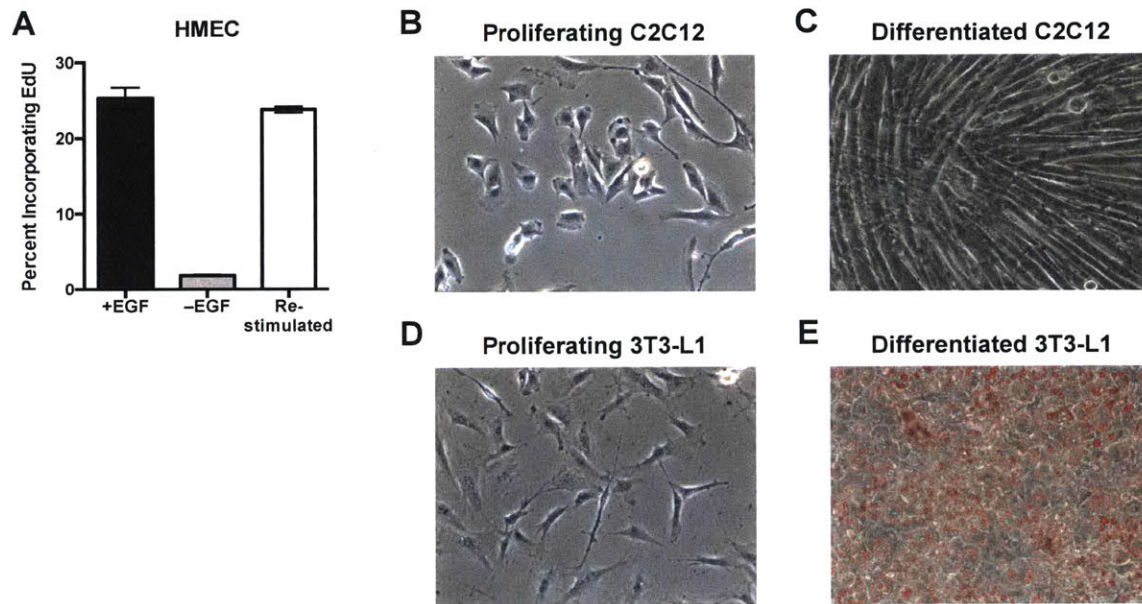 A
HMEC
Percent Incorporating EdU
30
20
10
0
+EGF
–EGF
Re-
stimulated
B
Proliferating C2C12
C
Differentiated C2C12
D
Proliferating 3T3-L1
E
Differentiated 3T3-L1